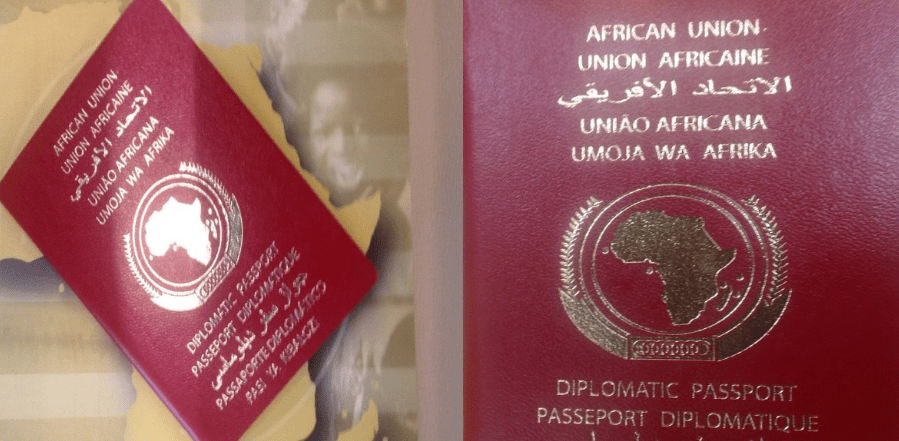 AFRICAN UNION
UNION AFRICAINE
الاتحاد الأفريقي
UNIÃO AFRICANA
UMOJA WA AFRIKA
DIPLOMATIC PASSPORT
PASSEPORT DIPLOMATIQUE
جواز سفر دبلوماسي
PASSAPORTE DIPLOMÁTICO
PASI YA KIBALOZI
AFRICAN UNION
UNION AFRICAINE
الاتحاد الأفريقي
UNIÃO AFRICANA
UMOJA WA AFRIKA
DIPLOMATIC PASSPORT
PASSEPORT DIPLOMATIQUE